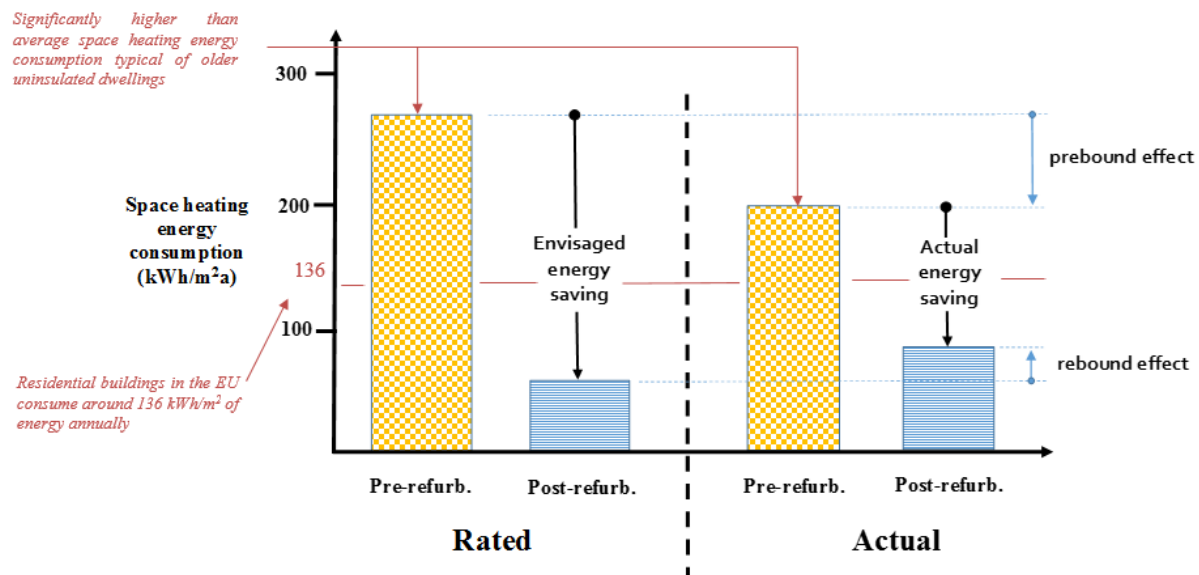 Significantly higher than
average space heating energy
consumption typical of older
uninsulated dwellings
300
200
100
136
Space heating
energy
consumption
(kWh/m²a)
Residential buildings in the EU
consume around 136 kWh/m² of
energy annually
Envisaged
energy
saving
Actual
energy
saving
prebound effect
rebound effect
Pre-refurb.
Post-refurb.
Pre-refurb.
Post-refurb.
Rated
Actual